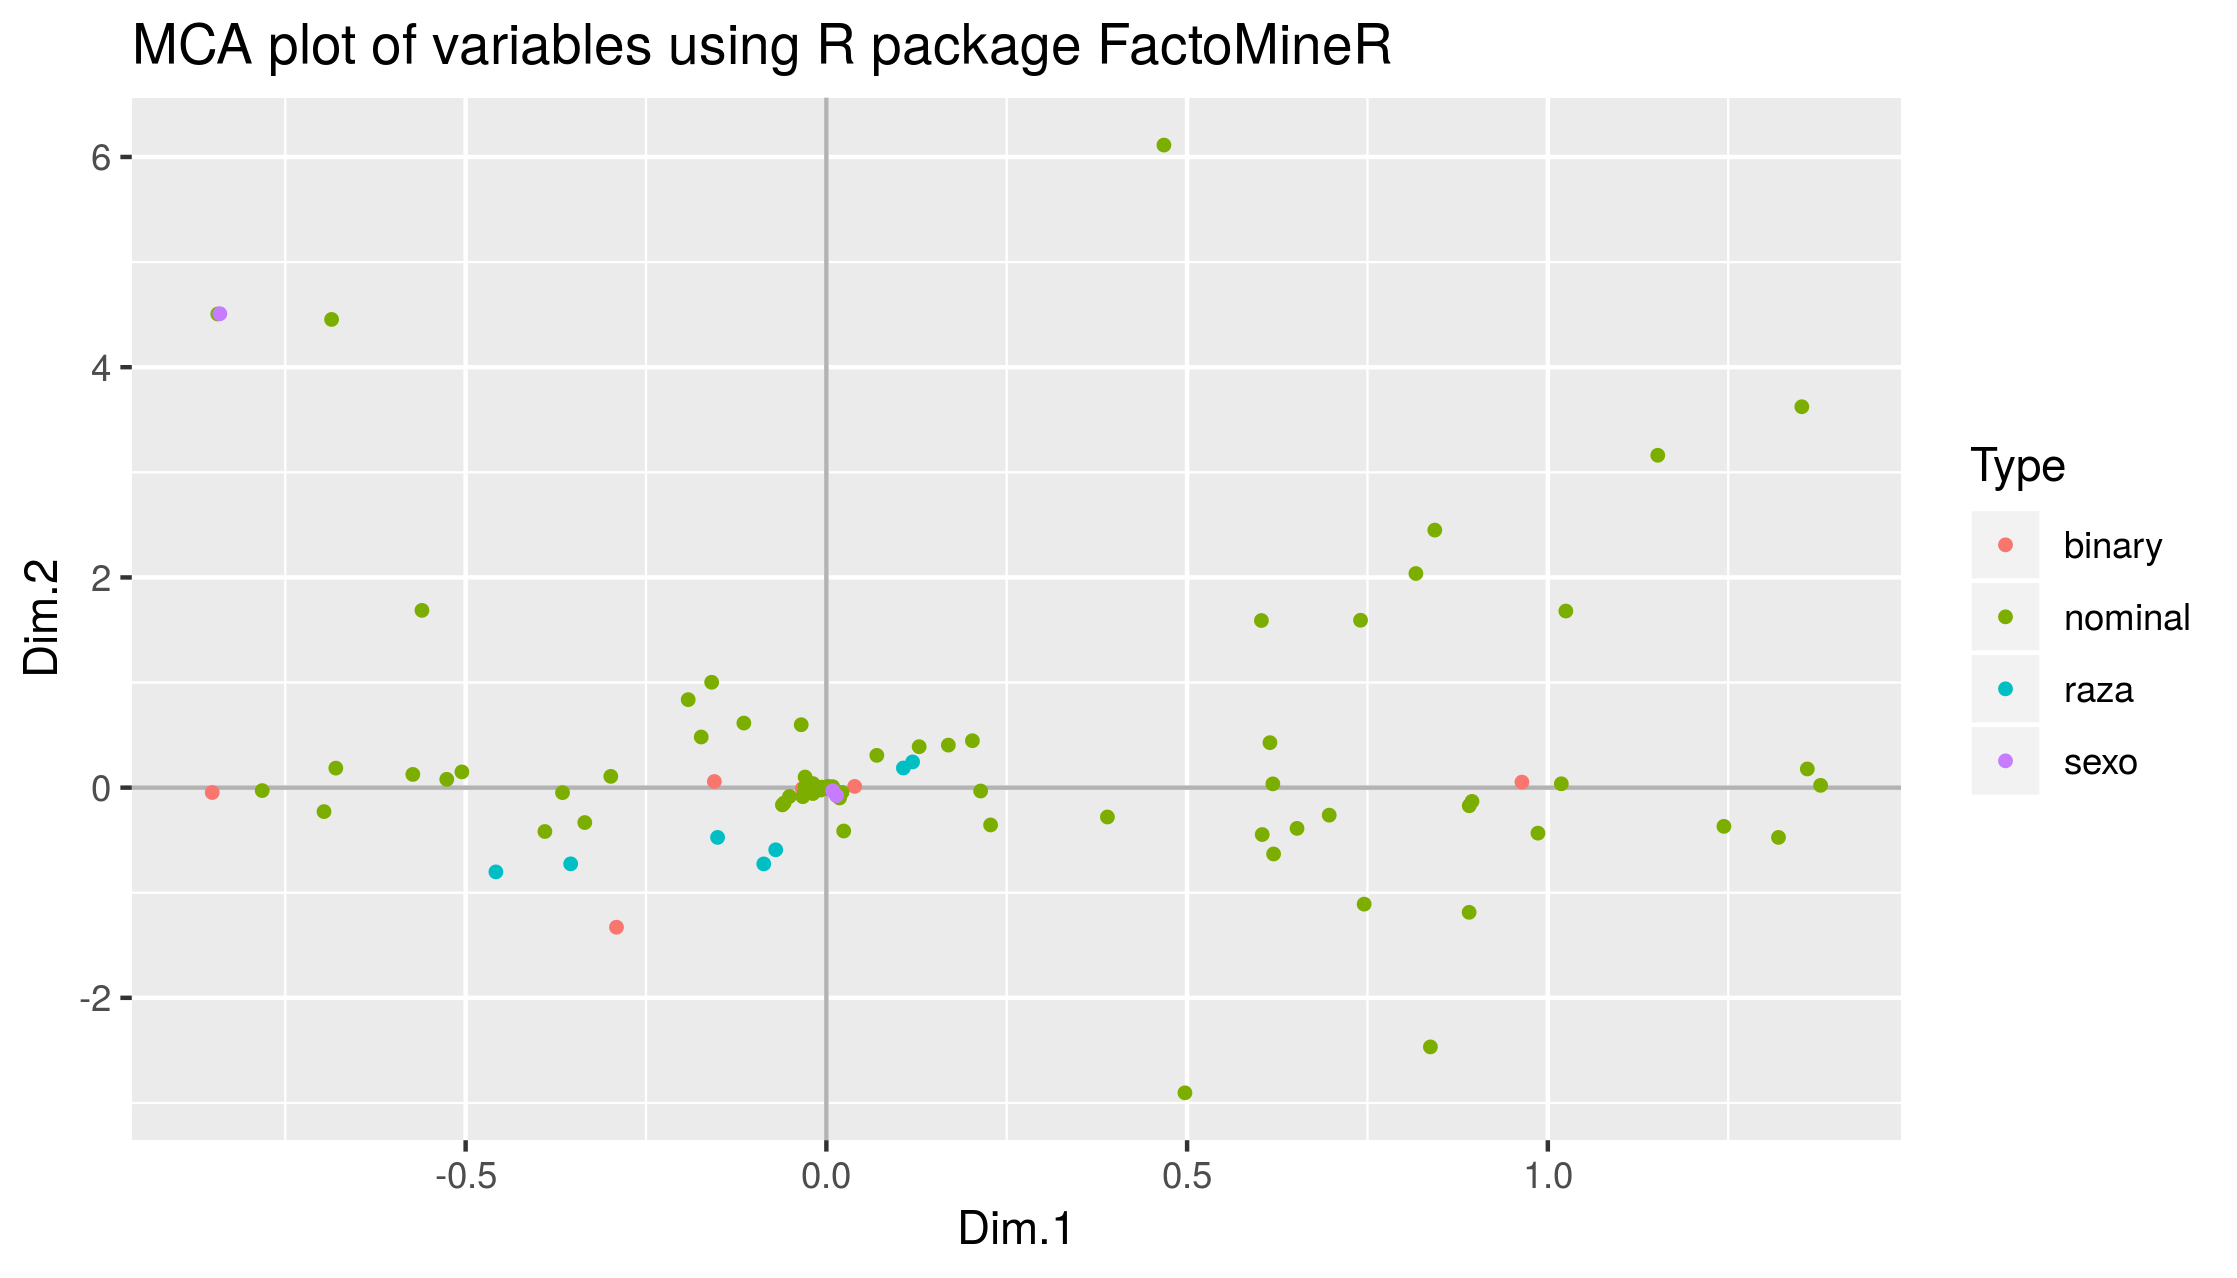 MCA plot of variables using R package FactoMineR
6
4
2
0
-2
Dim.2
-0.5
0.0
0.5
1.0
Dim.1
Type
binary
nominal
raza
sexo